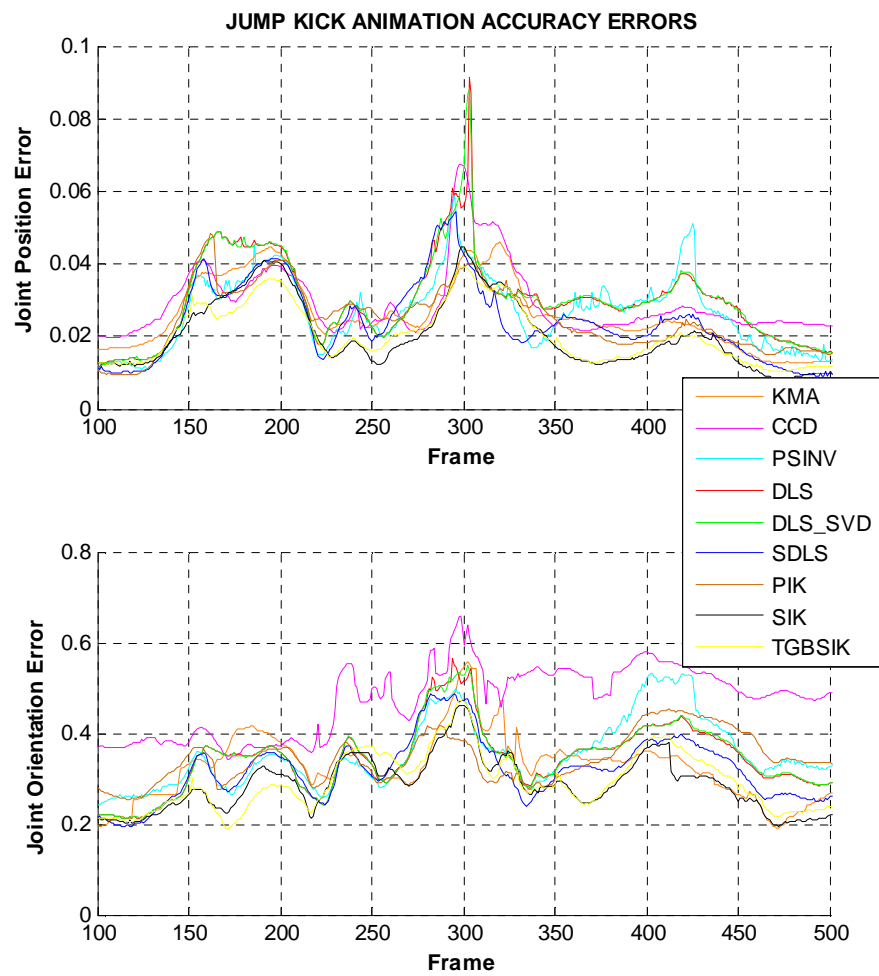 JUMP KICK ANIMATION ACCURACY ERRORS
0.1
0.08
0.06
0.04
0.02
0
Joint Position Error
100 150 200 250 300 350 400
Frame
KMA
CCD
PSINV
DLS
DLS_SVD
SDLS
PIK
SIK
TGBSIK
0.8
0.6
0.4
0.2
0
Joint Orientation Error
100 150 200 250 300 350 400 450 500
Frame